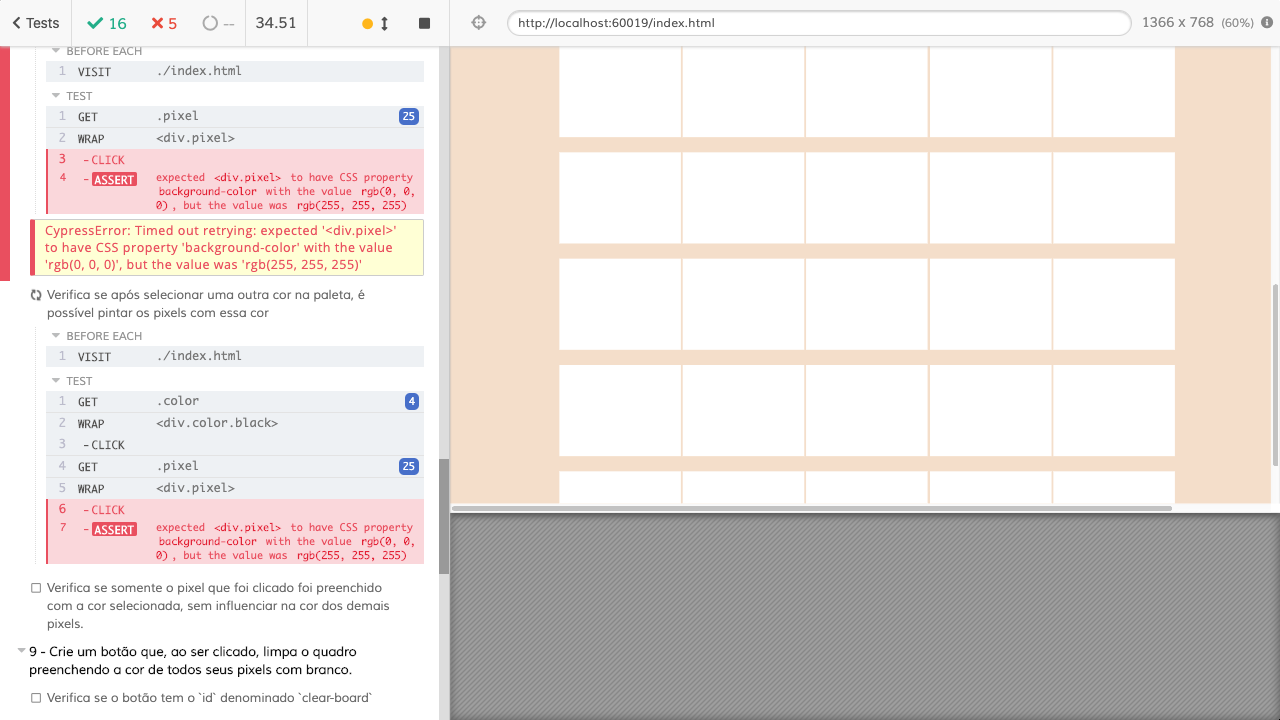 Tests 16 5 -- 34.51 http://localhost:60019/index.html 1366 x 768 (60%)
BEFORE EACH
1 VISIT ./index.html
TEST
1 GET .pixel 25
2 WRAP <div.pixel>
3 -CLICK
4 -ASSERT expected <div.pixel> to have CSS property
background-color with the value rgb(0, 0,
0), but the value was rgb(255, 255, 255)
CypressError: Timed out retrying: expected '<div.pixel>'
to have CSS property 'background-color' with the value
'rgb(0, 0, 0)', but the value was 'rgb(255, 255, 255)'
Verifica se após selecionar uma outra cor na paleta, é
possível pintar os pixels com essa cor
BEFORE EACH
1 VISIT ./index.html
TEST
1 GET .color 4
2 WRAP <div.color.black>
3 -CLICK
4 GET .pixel 25
5 WRAP <div.pixel>
6 -CLICK
7 -ASSERT expected <div.pixel> to have CSS property
background-color with the value rgb(0, 0,
0), but the value was rgb(255, 255, 255)
Verifica se somente o pixel que foi clicado foi preenchido
com a cor selecionada, sem influenciar na cor dos demais
pixels.
9 - Crie um botão que, ao ser clicado, limpa o quadro
preenchendo a cor de todos seus pixels com branco.
Verifica se o botão tem o `id` denominado `clear-board`